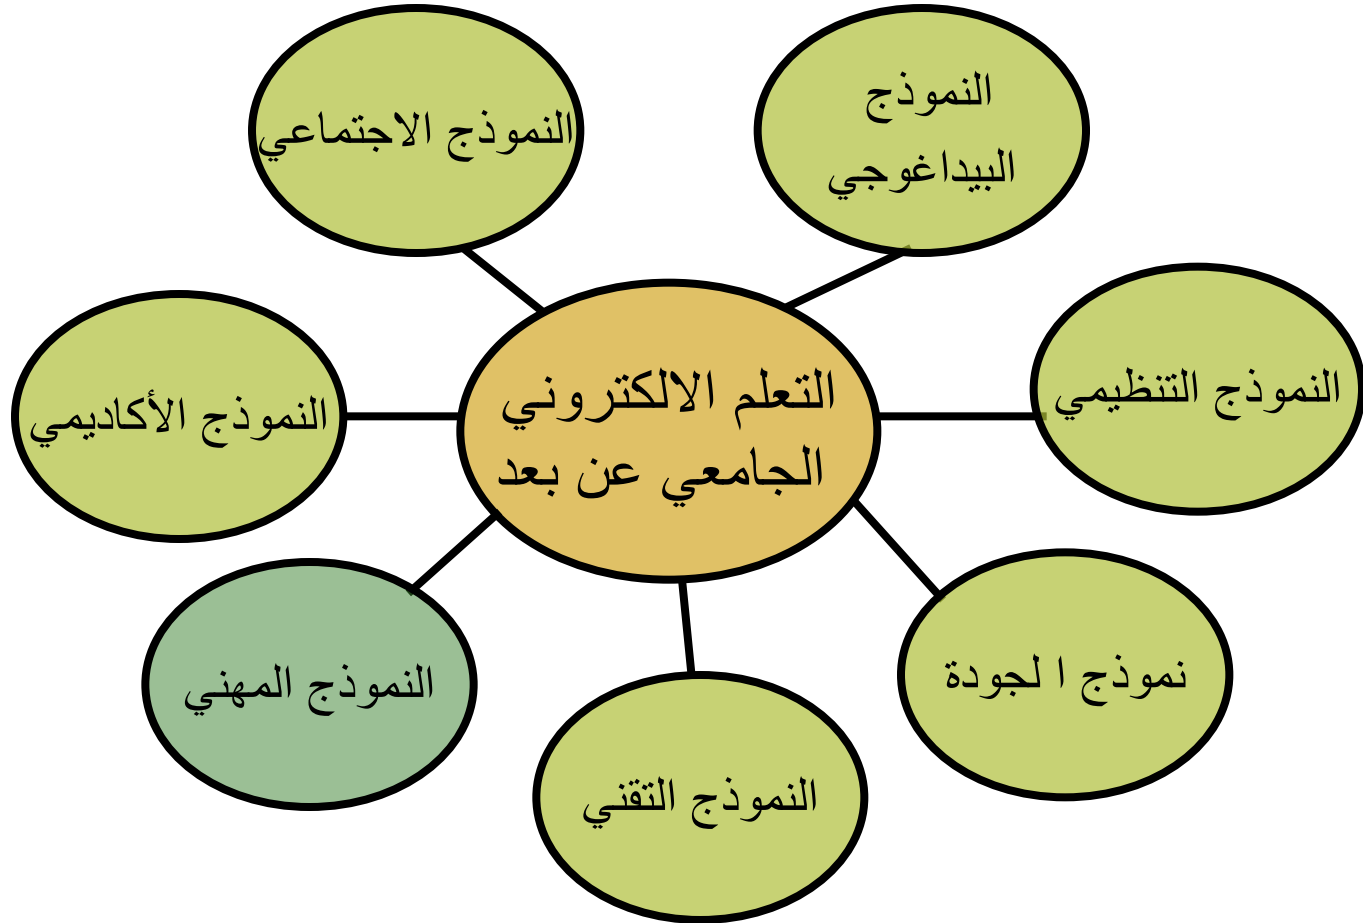 النموذج
البيداغوجي
النموذج الاجتماعي
النموذج التنظيمي
التعلم الالكتروني
الجامعي عن بعد
النموذج الأكاديمي
نموذج ا لجودة
النموذج المهني
النموذج التقني